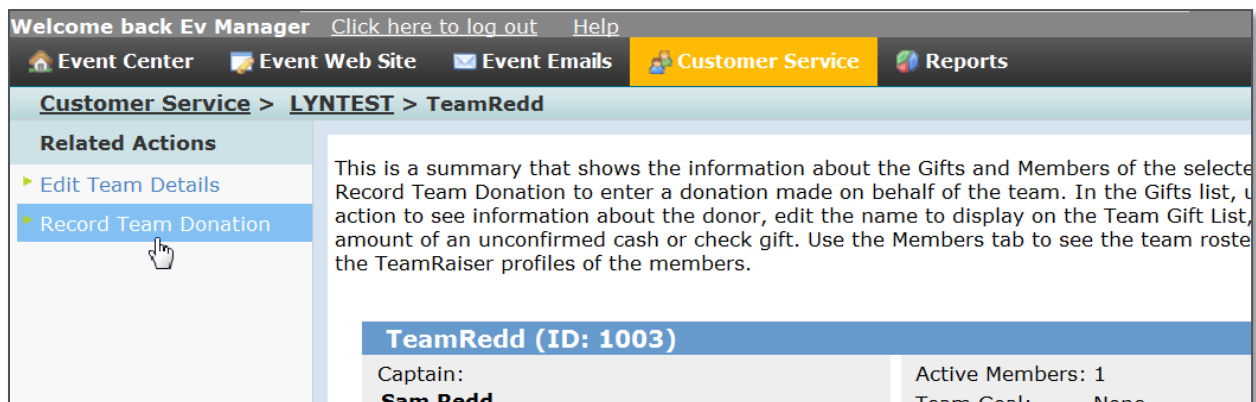 Welcome back Ev Manager Click here to log out Help
Event Center Event Web Site Event Emails Customer Service Reports
Customer Service > LYNTEST > TeamRedd
Related Actions
Edit Team Details
Record Team Donation
This is a summary that shows the information about the Gifts and Members of the selecte
Record Team Donation to enter a donation made on behalf of the team. In the Gifts list, u
action to see information about the donor, edit the name to display on the Team Gift List,
amount of an unconfirmed cash or check gift. Use the Members tab to see the team roste
the TeamRaiser profiles of the members.
TeamRedd (ID: 1003)
Captain:
Active Members: 1
Sam Redd
Team Goal: None